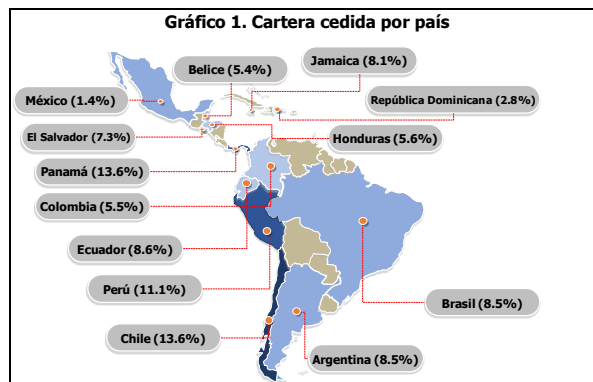 Gráfico 1. Cartera cedida por país
Jamaica (8.1%)
Belice (5.4%)
México (1.4%)
República Dominicana (2.8%)
El Salvador (7.3%)
Honduras (5.6%)
Panamá (13.6%)
Colombia (5.5%)
Ecuador (8.6%)
Perú (11.1%)
Brasil (8.5%)
Chile (13.6%)
Argentina (8.5%)